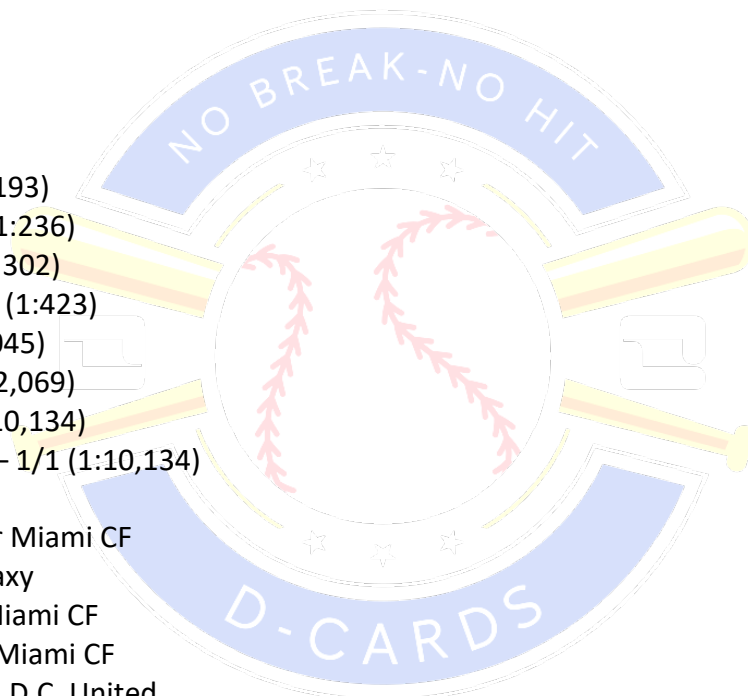 NO BREAK-NO HIT
193)
1:236)
302)
(1:423)
045)
2,069)
10,134)
– 1/1 (1:10,134)
r Miami CF
axy
Miami CF
Miami CF
D.C. United
D-CARDS